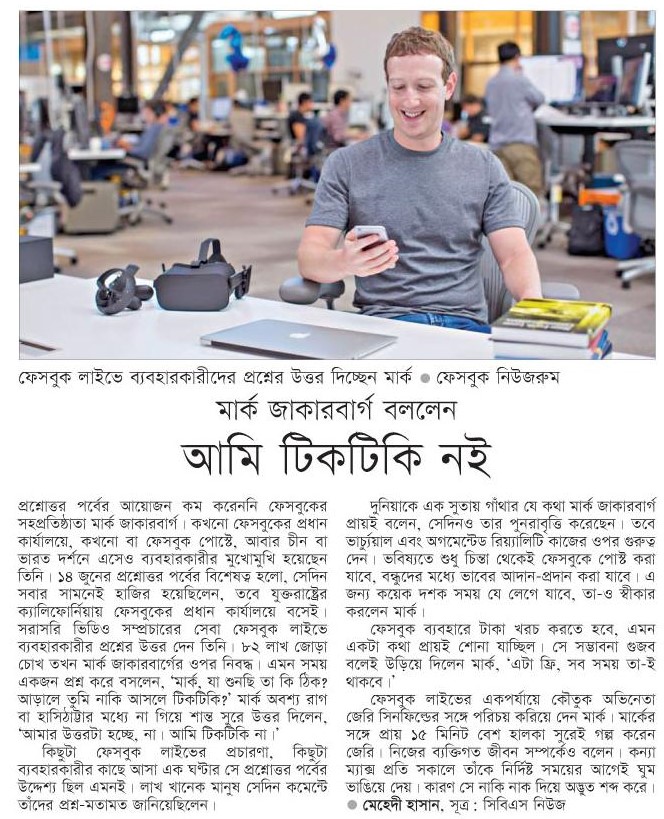 ফেসবুক লাইভে ব্যবহারকারীদের প্রশ্নের উত্তর দিচ্ছেন মার্ক ● ফেসবুক নিউজরুম
মার্ক জাকারবার্গ বললেন
আমি টিকটিকি নই
প্রশ্নোত্তর পর্বের আয়োজন কম করেননি ফেসবুকের
সহপ্রতিষ্ঠাতা মার্ক জাকারবার্গ। কখনো ফেসবুকের প্রধান
কার্যালয়ে, কখনো বা ফেসবুক পোস্টে, আবার চীন বা
ভারত দর্শনে এসেও ব্যবহারকারীর মুখোমুখি হয়েছেন
তিনি। ১৪ জুনের প্রশ্নোত্তর পর্বের বিশেষত্ব হলো, সেদিন
সবার সামনেই হাজির হয়েছিলেন, তবে যুক্তরাষ্ট্রের
ক্যালিফোর্নিয়ায় ফেসবুকের প্রধান কার্যালয়ে বসেই।
সরাসরি ভিডিও সম্প্রচারের সেবা ফেসবুক লাইভে
ব্যবহারকারীর প্রশ্নের উত্তর দেন তিনি। ৮২ লাখ জোড়া
চোখ তখন মার্ক জাকারবার্গের ওপর নিবদ্ধ। এমন সময়
একজন প্রশ্ন করে বসলেন, ‘মার্ক, যা শুনছি তা কি ঠিক?
আড়ালে তুমি নাকি আসলে টিকটিকি?’ মার্ক অবশ্য রাগ
বা হাসিঠাট্টার মধ্যে না গিয়ে শান্ত সুরে উত্তর দিলেন,
‘আমার উত্তরটা হচ্ছে, না। আমি টিকটিকি না।’
কিছুটা ফেসবুক লাইভের প্রচারণা, কিছুটা
ব্যবহারকারীর কাছে আসা এক ঘণ্টার সে প্রশ্নোত্তর পর্বের
উদ্দেশ্য ছিল এমনই। লাখ খানেক মানুষ সেদিন কমেন্টে
তাঁদের প্রশ্ন-মতামত জানিয়েছিলেন।
দুনিয়াকে এক সুতায় গাঁথার যে কথা মার্ক জাকারবার্গ
প্রায়ই বলেন, সেদিনও তার পুনরাবৃত্তি করেছেন। তবে
ভার্চ্যুয়াল এবং অগমেন্টেড রিয়্যালিটি কাজের ওপর গুরুত্ব
দেন। ভবিষ্যতে শুধু চিন্তা থেকেই ফেসবুকে পোস্ট করা
যাবে, বন্ধুদের মধ্যে ভাবের আদান-প্রদান করা যাবে। এ
জন্য কয়েক দশক সময় যে লেগে যাবে, তা-ও স্বীকার
করলেন মার্ক।
ফেসবুক ব্যবহারে টাকা খরচ করতে হবে, এমন
একটা কথা প্রায়ই শোনা যাচ্ছিল। সে সম্ভাবনা গুজব
বলেই উড়িয়ে দিলেন মার্ক, ‘এটা ফ্রি, সব সময় তা-ই
থাকবে।’
ফেসবুক লাইভের একপর্যায়ে কৌতুক অভিনেতা
জেরি সিনফিল্ডের সঙ্গে পরিচয় করিয়ে দেন মার্ক। মার্কের
সঙ্গে প্রায় ১৫ মিনিট বেশ হালকা সুরেই গল্প করেন
জেরি। নিজের ব্যক্তিগত জীবন সম্পর্কেও বলেন। কন্যা
ম্যাক্স প্রতি সকালে তাঁকে নির্দিষ্ট সময়ের আগেই ঘুম
ভাঙিয়ে দেয়। কারণ সে নাকি নাক দিয়ে অদ্ভুত শব্দ করে।
● মেহেদী হাসান, সূত্র : সিবিএস নিউজ